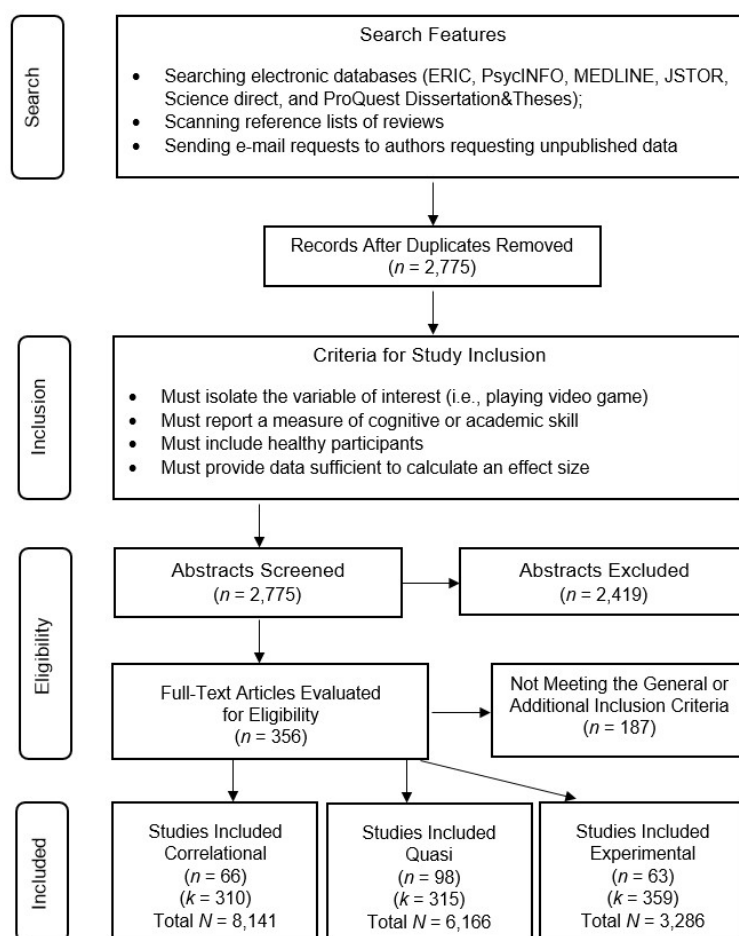 Search
Search Features
• Searching electronic databases (ERIC, PsycINFO, MEDLINE, JSTOR,
Science direct, and ProQuest Dissertation&Theses);
• Scanning reference lists of reviews
• Sending e-mail requests to authors requesting unpublished data
Records After Duplicates Removed
(n = 2,775)
Inclusion
Criteria for Study Inclusion
• Must isolate the variable of interest (i.e., playing video game)
• Must report a measure of cognitive or academic skill
• Must include healthy participants
• Must provide data sufficient to calculate an effect size
Eligibility
Abstracts Screened
(n = 2,775)
Abstracts Excluded
(n = 2,419)
Full-Text Articles Evaluated
for Eligibility
(n = 356)
Not Meeting the General or
Additional Inclusion Criteria
(n = 187)
Included
Studies Included
Correlational
(n = 66)
(k = 310)
Total N = 8,141
Studies Included
Quasi
(n = 98)
(k = 315)
Total N = 6,166
Studies Included
Experimental
(n = 63)
(k = 359)
Total N = 3,286